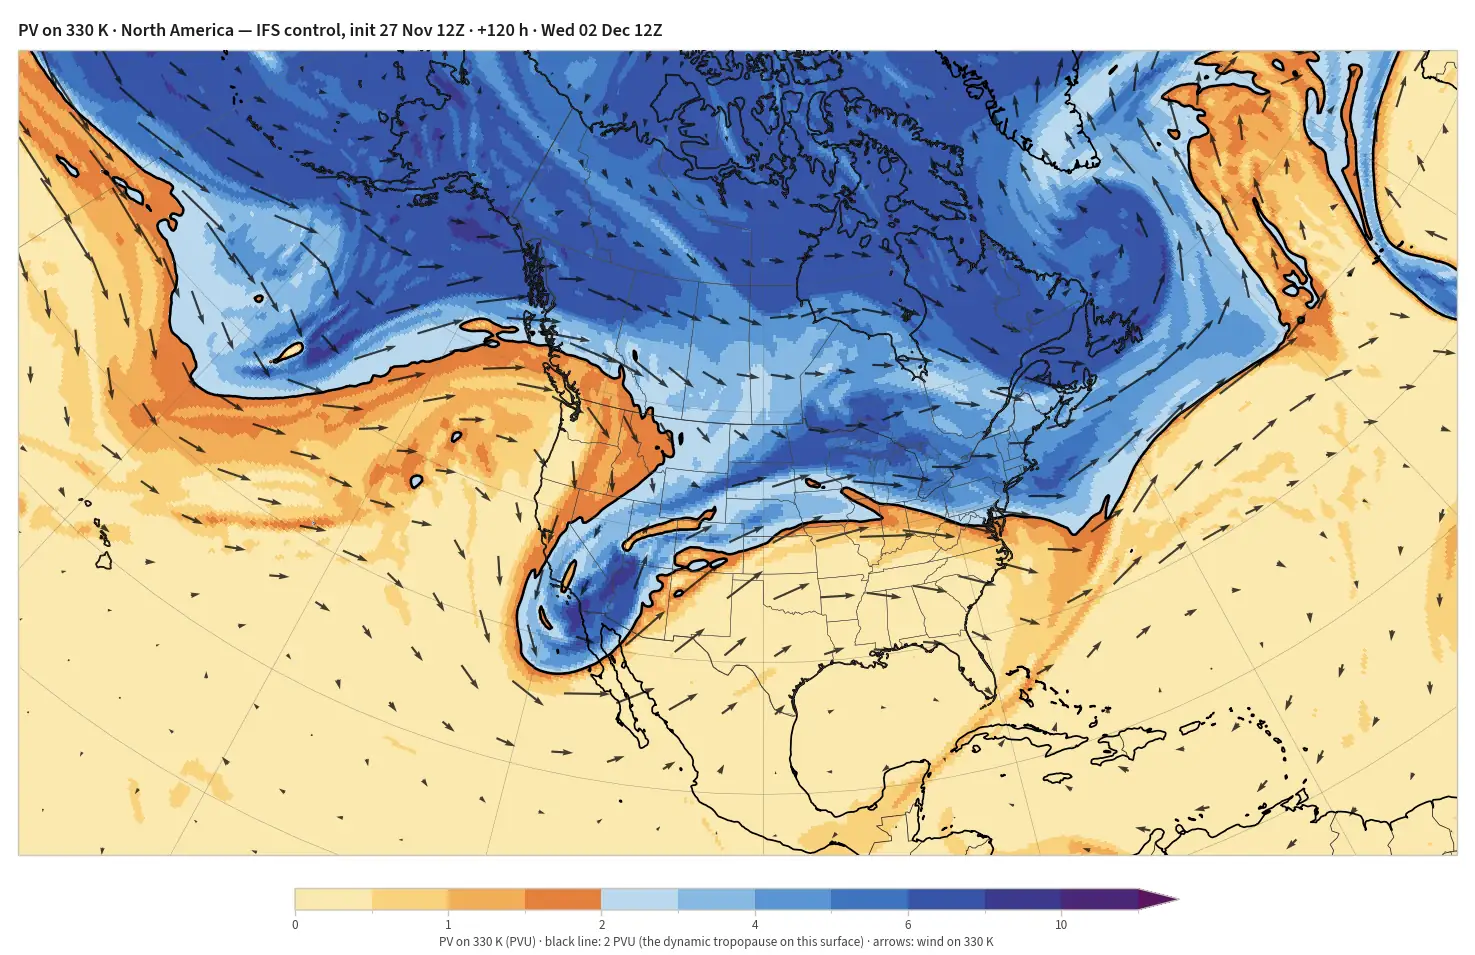 PV on 330 K · North America — IFS control, init 27 Nov 12Z · +120 h · Wed 02 Dec 12Z
0 1 2 4 6 10
PV on 330 K (PVU) · black line: 2 PVU (the dynamic tropopause on this surface) · arrows: wind on 330 K